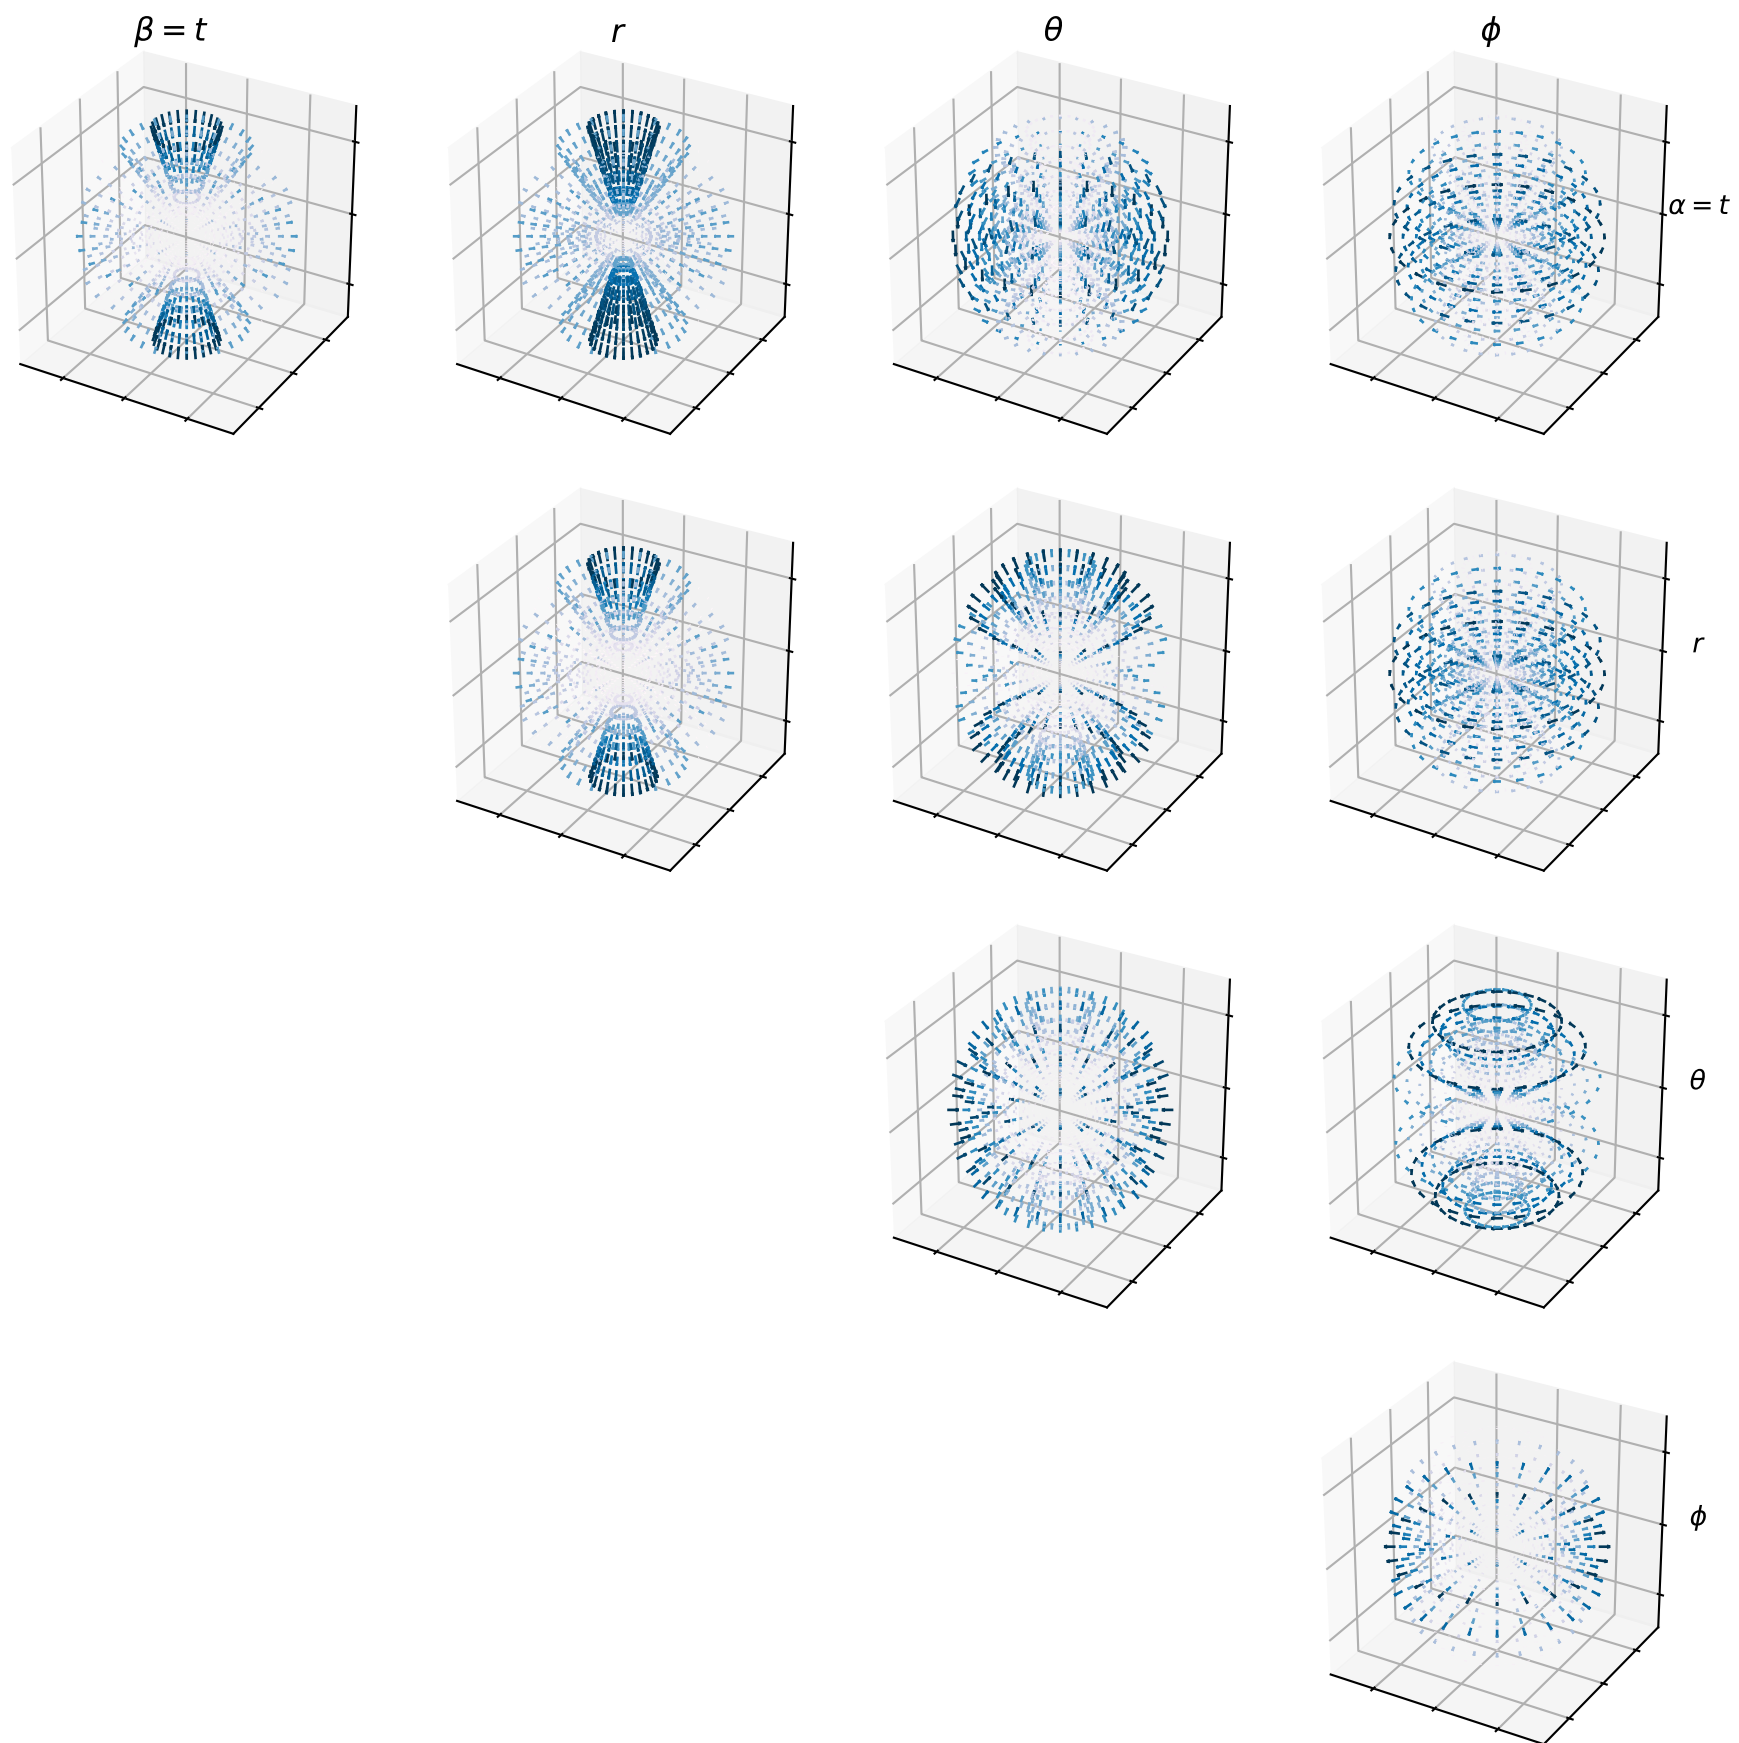 β = t
r
θ
ϕ
α = t
r
θ
ϕ